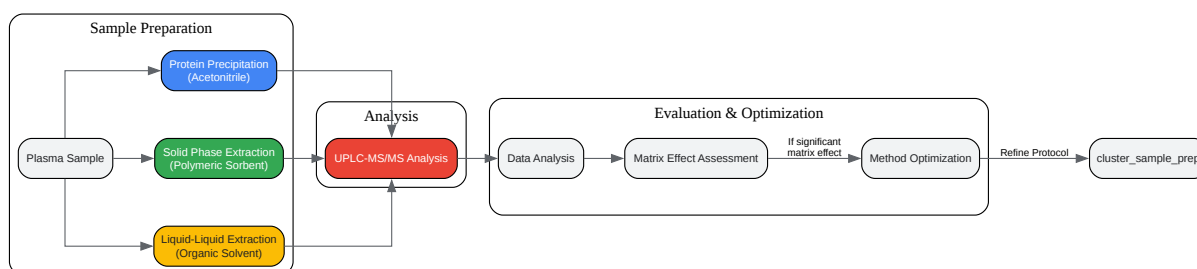 Sample Preparation
Protein Precipitation
(Acetonitrile)
Plasma Sample
Solid Phase Extraction
(Polymeric Sorbent)
Liquid-Liquid Extraction
(Organic Solvent)
Analysis
UPLC-MS/MS Analysis
Evaluation & Optimization
Data Analysis
Matrix Effect Assessment
If significant
matrix effect
Method Optimization
Refine Protocol
cluster_sample_prep